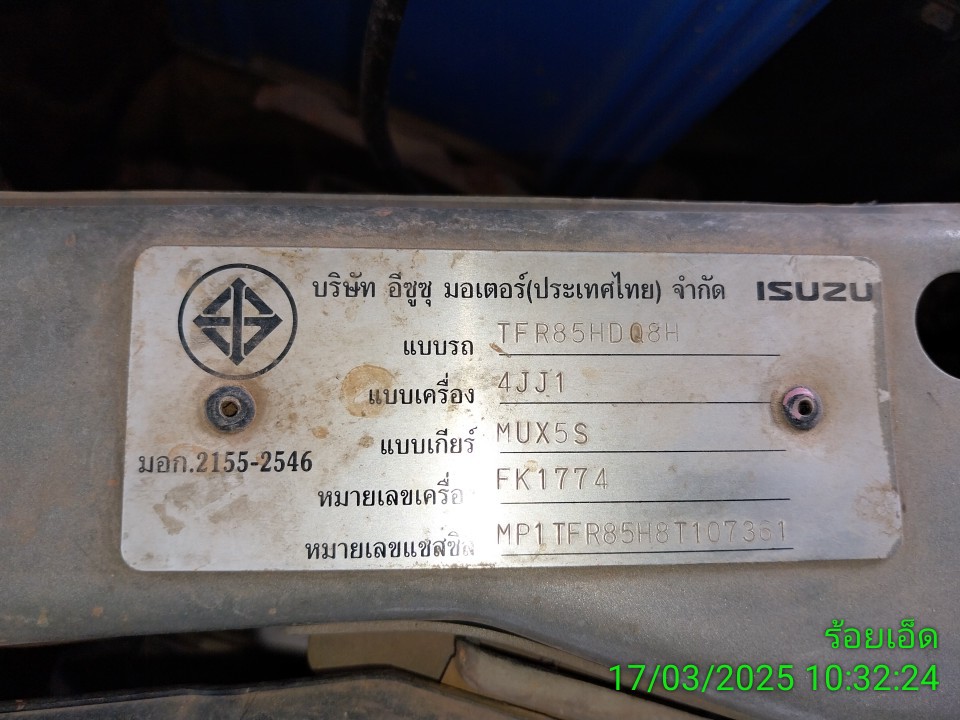 บริษัท อีซูซุ มอเตอร์(ประเทศไทย) จำกัด ISUZU
แบบรถ TFR85HDQ8H
แบบเครื่อง 4JJ1
แบบเกียร์ MUX5S
มอก.2155-2546
หมายเลขเครื่อง FK1774
หมายเลขแชสซีส MP1TFR85H8T107361
ร้อยเอ็ด
17/03/2025 10:32:24